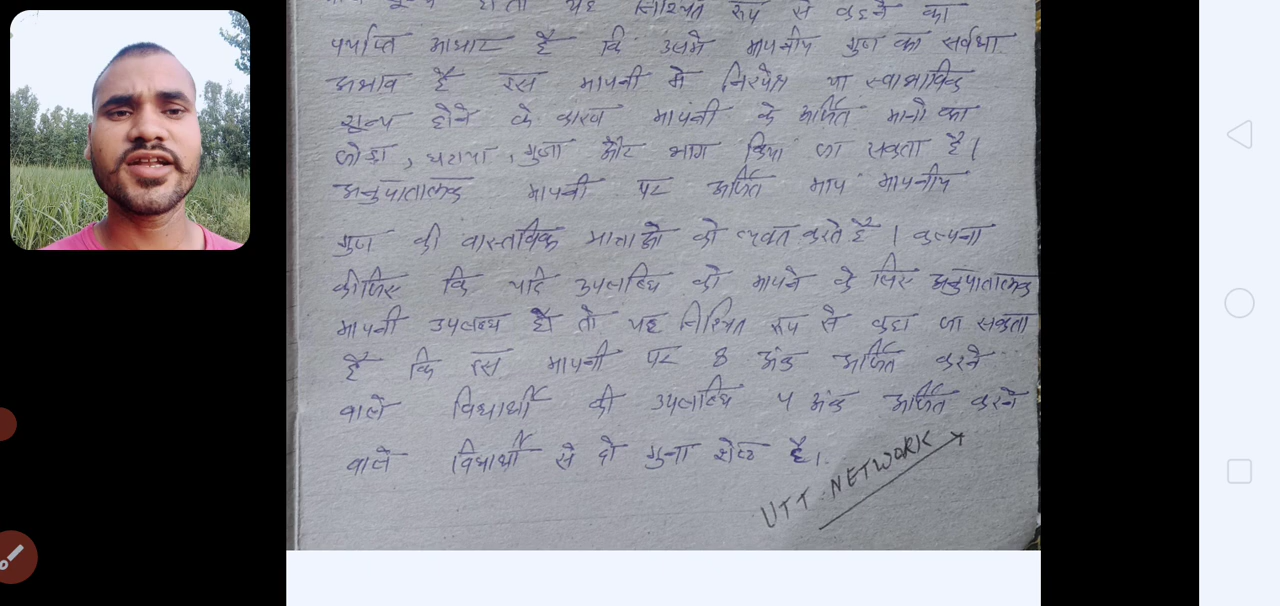 होता यह निश्चित रूप से कहने का
पर्याप्त आधार है कि उसमे मापनीय गुण का सर्वथा
अभाव है इस मापनी मे निरपेक्ष या स्वाभाविक
शून्य होने के कारण मापनी के अर्जित मानो का
जोडा, घटाया, गुणा और भाग किया जा सकता है।
अनुपातात्मक मापनी पर अर्जित माप मापनीय
गुण की वास्तविक मात्राओ को व्यक्त करते है। कल्पना
कीजिए कि यदि उपलब्धि को मापने के लिए अनुपातात्मक
मापनी उपलब्ध हो तो यह निश्चित रूप से कहा जा सकता
है कि इस मापनी पर 8 अंक अर्जित करने
वाले विद्यार्थी की उपलब्धि 4 अंक अर्जित करने
वाले विद्यार्थी से दो गुना श्रेष्ठ है।
UTT NETWORK